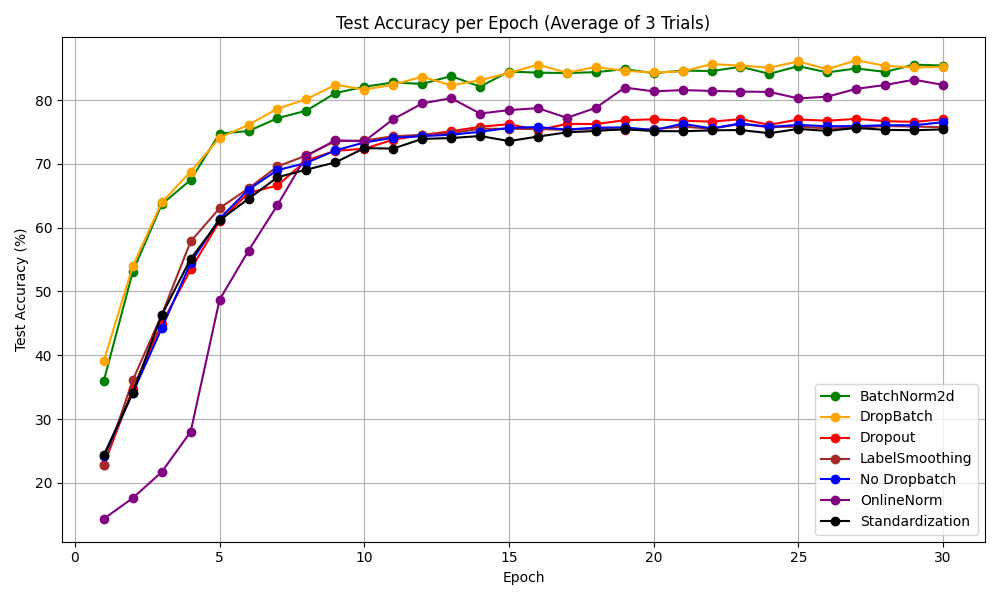 Test Accuracy per Epoch (Average of 3 Trials)
Test Accuracy (%)
80
70
60
50
40
30
20
0
5
10
15
20
25
30
Epoch
BatchNorm2d
DropBatch
Dropout
LabelSmoothing
No Dropbatch
OnlineNorm
Standardization